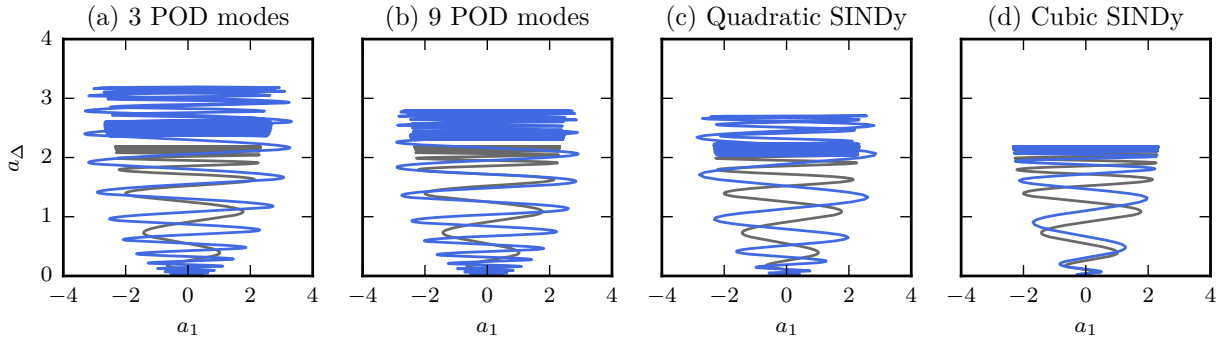 (a) 3 POD modes (b) 9 POD modes (c) Quadratic SINDy (d) Cubic SINDy
4
3
2
1
0
a_Δ
−4 −2 0 2 4 −4 −2 0 2 4 −4 −2 0 2 4 −4 −2 0 2 4
a_1 a_1 a_1 a_1